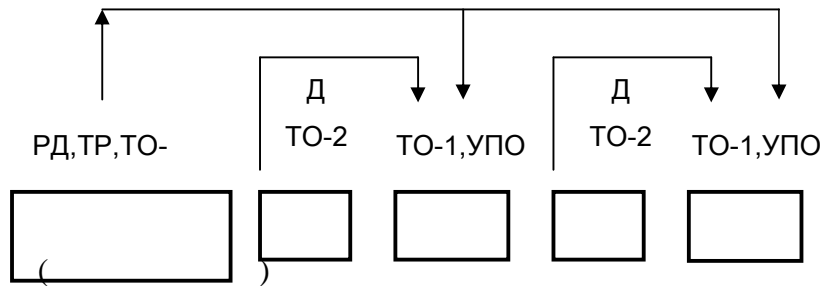 Д
Д
РД,ТР,ТО-
ТО-2
ТО-1,УПО
ТО-2
ТО-1,УПО
( )